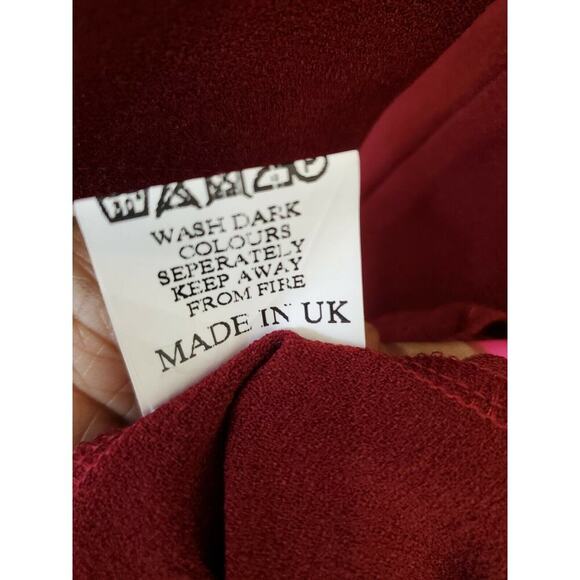 WASH DARK
COLOURS
SEPERATELY
KEEP AWAY
FROM FIRE
MADE IN UK